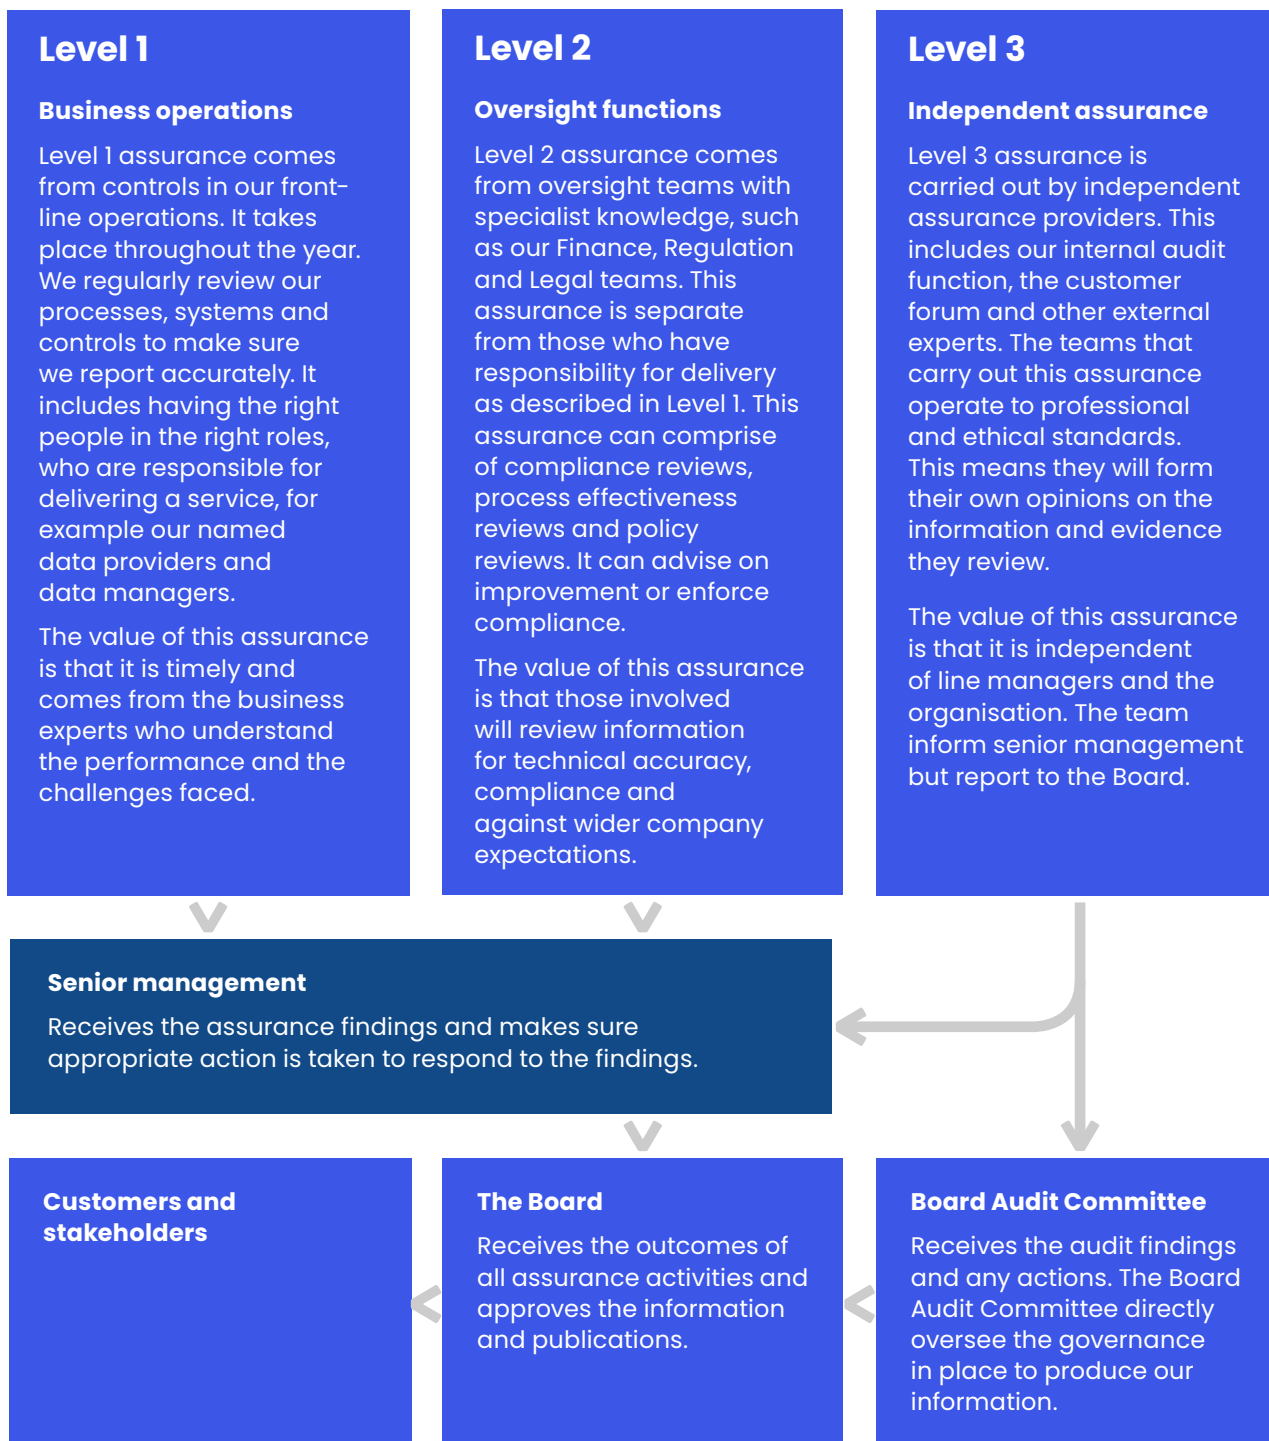 Level 1
Business operations
Level 1 assurance comes
from controls in our front-
line operations. It takes
place throughout the year.
We regularly review our
processes, systems and
controls to make sure
we report accurately. It
includes having the right
people in the right roles,
who are responsible for
delivering a service, for
example our named
data providers and
data managers.
The value of this assurance
is that it is timely and
comes from the business
experts who understand
the performance and the
challenges faced.
Level 2
Oversight functions
Level 2 assurance comes
from oversight teams with
specialist knowledge, such
as our Finance, Regulation
and Legal teams. This
assurance is separate
from those who have
responsibility for delivery
as described in Level 1. This
assurance can comprise
of compliance reviews,
process effectiveness
reviews and policy
reviews. It can advise on
improvement or enforce
compliance.
The value of this assurance
is that those involved
will review information
for technical accuracy,
compliance and
against wider company
expectations.
Level 3
Independent assurance
Level 3 assurance is
carried out by independent
assurance providers. This
includes our internal audit
function, the customer
forum and other external
experts. The teams that
carry out this assurance
operate to professional
and ethical standards.
This means they will form
their own opinions on the
information and evidence
they review.
The value of this assurance
is that it is independent
of line managers and the
organisation. The team
inform senior management
but report to the Board.
Senior management
Receives the assurance findings and makes sure
appropriate action is taken to respond to the findings.
Customers and
stakeholders
The Board
Receives the outcomes of
all assurance activities and
approves the information
and publications.
Board Audit Committee
Receives the audit findings
and any actions. The Board
Audit Committee directly
oversee the governance
in place to produce our
information.